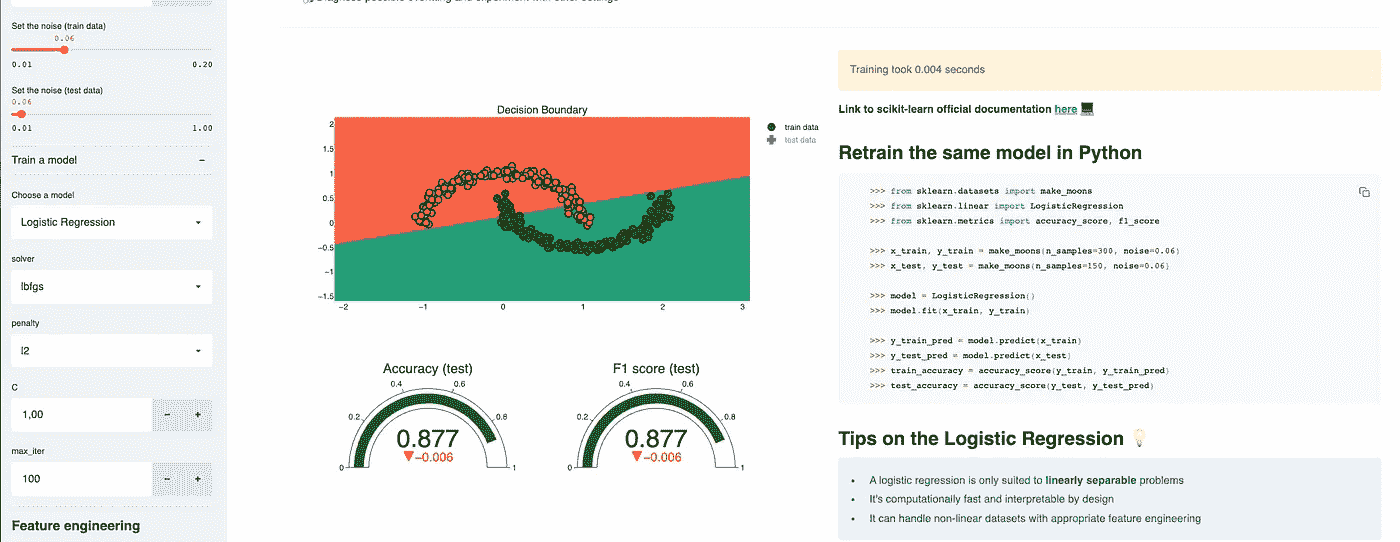 Diagnose possible overfitting and experiment with other settings
Set the noise (train data)
0.06
0.01 0.20
Set the noise (test data)
0.06
0.01 1.00
Train a model −
Choose a model
Logistic Regression
solver
lbfgs
penalty
l2
C
1,00 − +
max_iter
100 − +
Feature engineering
Decision Boundary
train data
test data
2
1.5
1
0.5
0
−0.5
−1
−1.5
−2 −1 0 1 2 3
Accuracy (test)
0 0.2 0.4 0.6 0.8 1
0.877
▼−0.006
F1 score (test)
0 0.2 0.4 0.6 0.8 1
0.877
▼−0.006
Training took 0.004 seconds
Link to scikit-learn official documentation here
Retrain the same model in Python
>>> from sklearn.datasets import make_moons
>>> from sklearn.linear import LogisticRegression
>>> from sklearn.metrics import accuracy_score, f1_score
>>> x_train, y_train = make_moons(n_samples=300, noise=0.06)
>>> x_test, y_test = make_moons(n_samples=150, noise=0.06)
>>> model = LogisticRegression()
>>> model.fit(x_train, y_train)
>>> y_train_pred = model.predict(x_train)
>>> y_test_pred = model.predict(x_test)
>>> train_accuracy = accuracy_score(y_train, y_train_pred)
>>> test_accuracy = accuracy_score(y_test, y_test_pred)
Tips on the Logistic Regression
• A logistic regression is only suited to linearly separable problems
• It's computationally fast and interpretable by design
• It can handle non-linear datasets with appropriate feature engineering